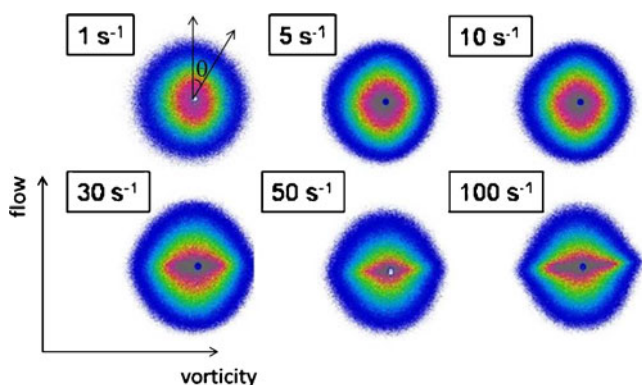 1 s⁻¹
θ
5 s⁻¹
10 s⁻¹
30 s⁻¹
50 s⁻¹
100 s⁻¹
flow
vorticity